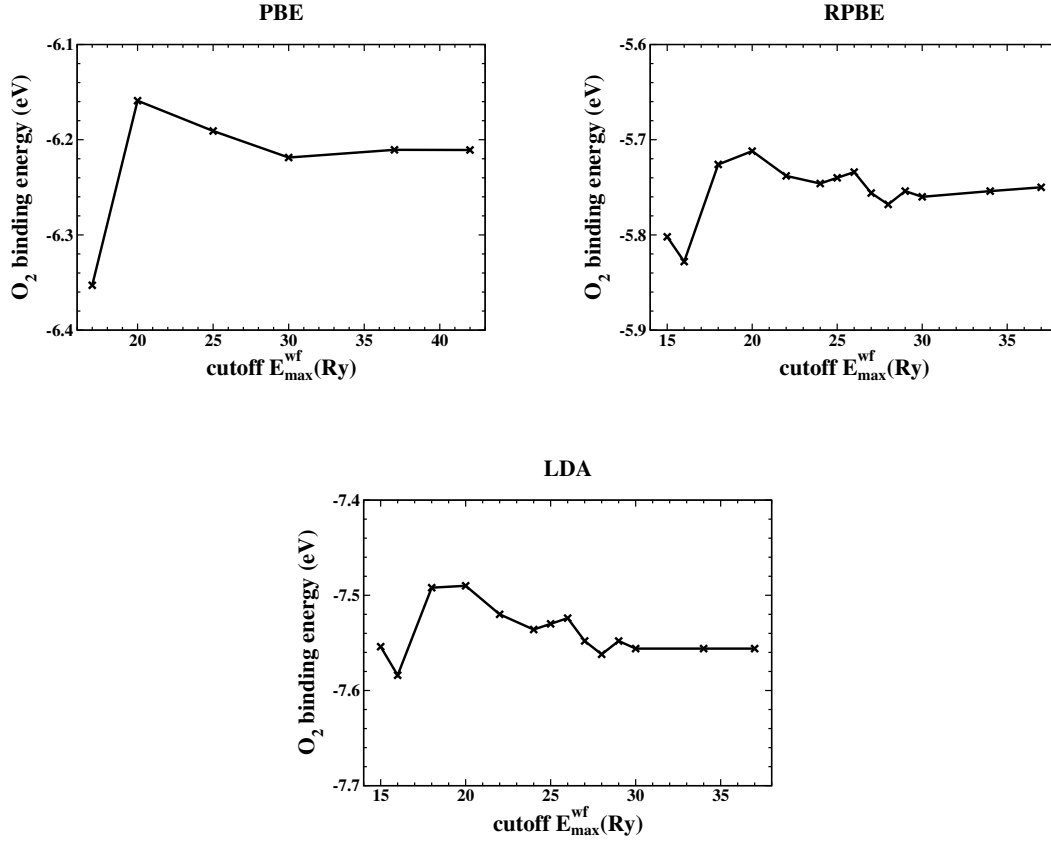 PBE
-6.1
-6.2
-6.3
-6.4
O2 binding energy (eV)
20 25 30 35 40
cutoff E^wf_max(Ry)
RPBE
-5.6
-5.7
-5.8
-5.9
O2 binding energy (eV)
15 20 25 30 35
cutoff E^wf_max(Ry)
LDA
-7.4
-7.5
-7.6
-7.7
O2 binding energy (eV)
15 20 25 30 35
cutoff E^wf_max(Ry)